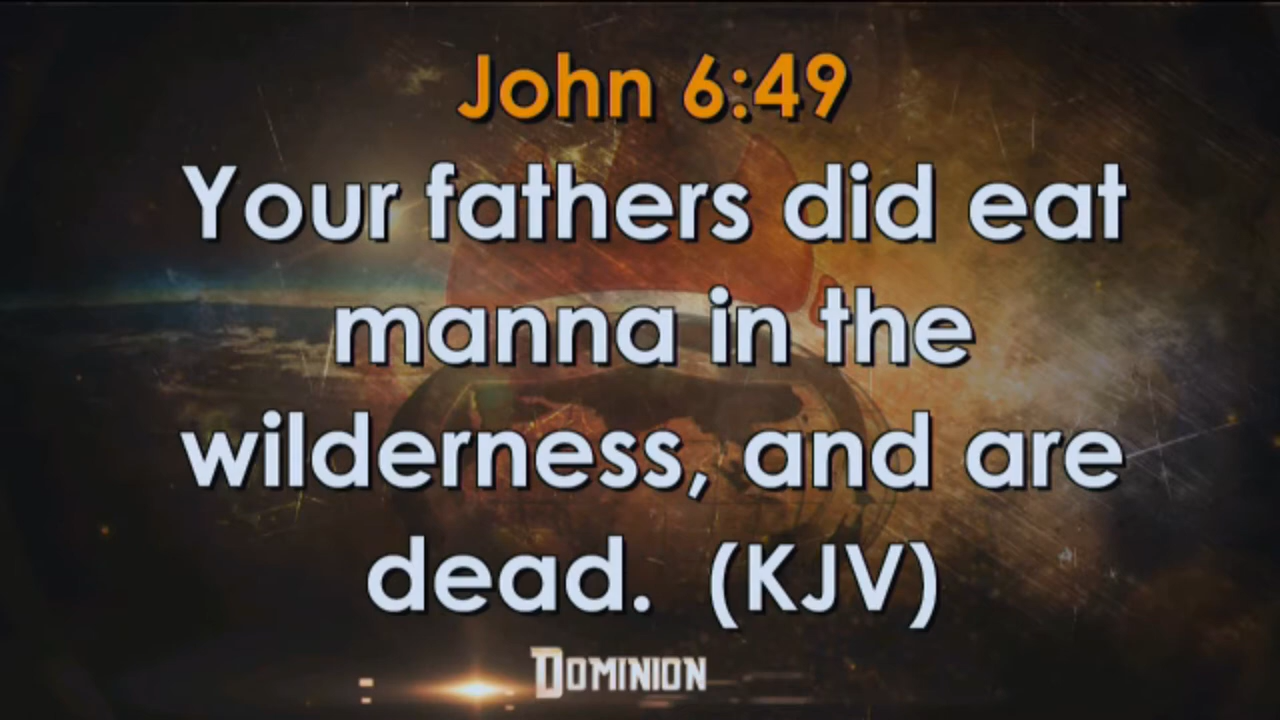 John 6:49
Your fathers did eat
manna in the
wilderness, and are
dead.  (KJV)
DOMINION